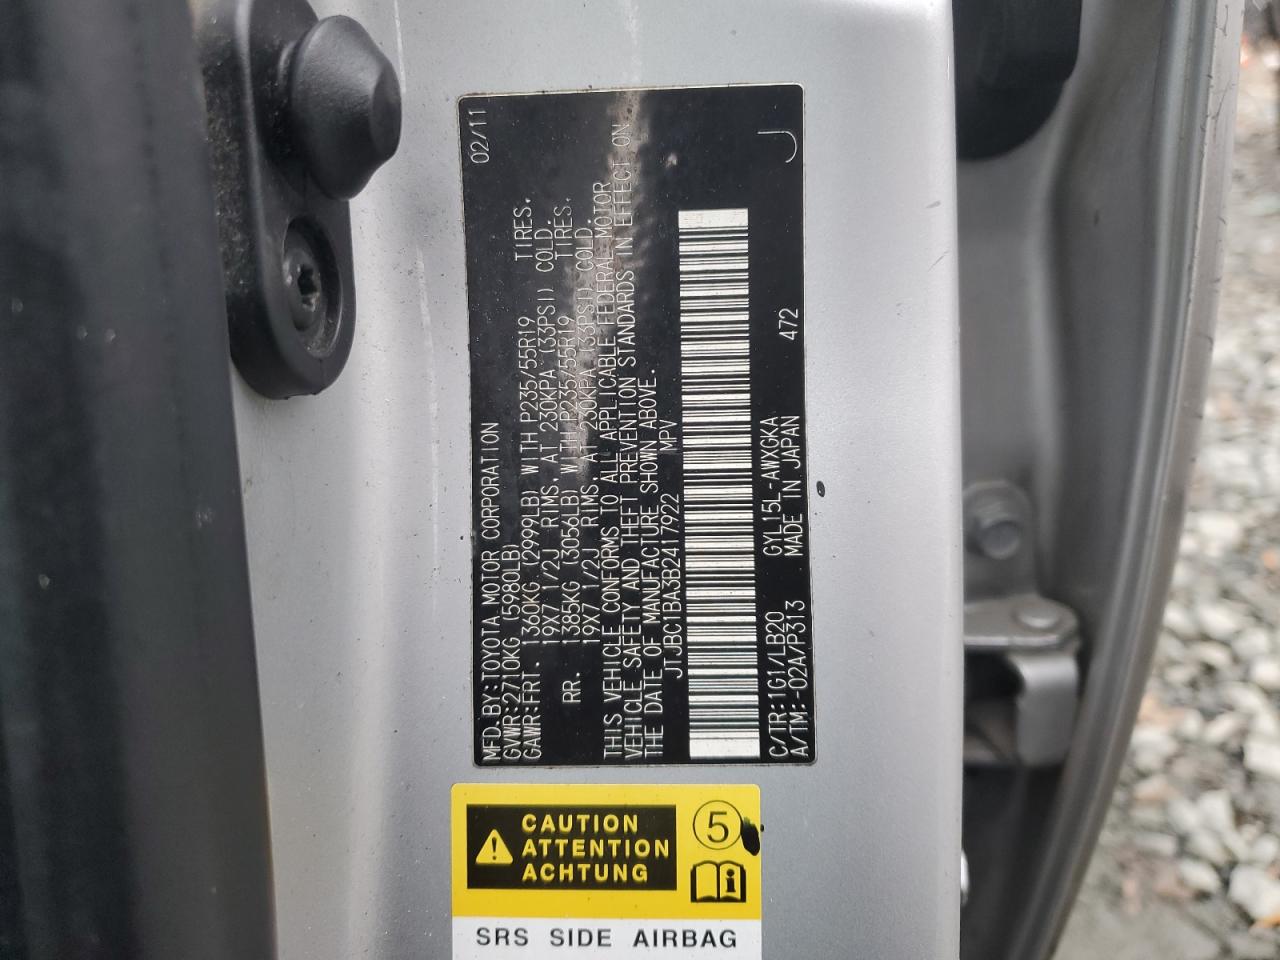 MFD.BY:TOYOTA MOTOR CORPORATION 02/11
GVWR:2710KG (5980LB)
GAWR:FRT. 1360KG (2999LB) WITH P235/55R19 TIRES,
19X7 1/2J RIMS, AT 230KPA (33PSI) COLD.
RR. 1385KG (3056LB) WITH P235/55R19 TIRES,
19X7 1/2J RIMS, AT 230KPA (33PSI) COLD.
THIS VEHICLE CONFORMS TO ALL APPLICABLE FEDERAL MOTOR
VEHICLE SAFETY AND THEFT PREVENTION STANDARDS IN EFFECT ON
THE DATE OF MANUFACTURE SHOWN ABOVE.
JTJBC1BA3B2417922 MPV
C/TR:1G1/LB20 GYL15L-AWXGKA
A/TM:-02A/P313 MADE IN JAPAN 472 J
CAUTION
ATTENTION
ACHTUNG
5
i
SRS SIDE AIRBAG